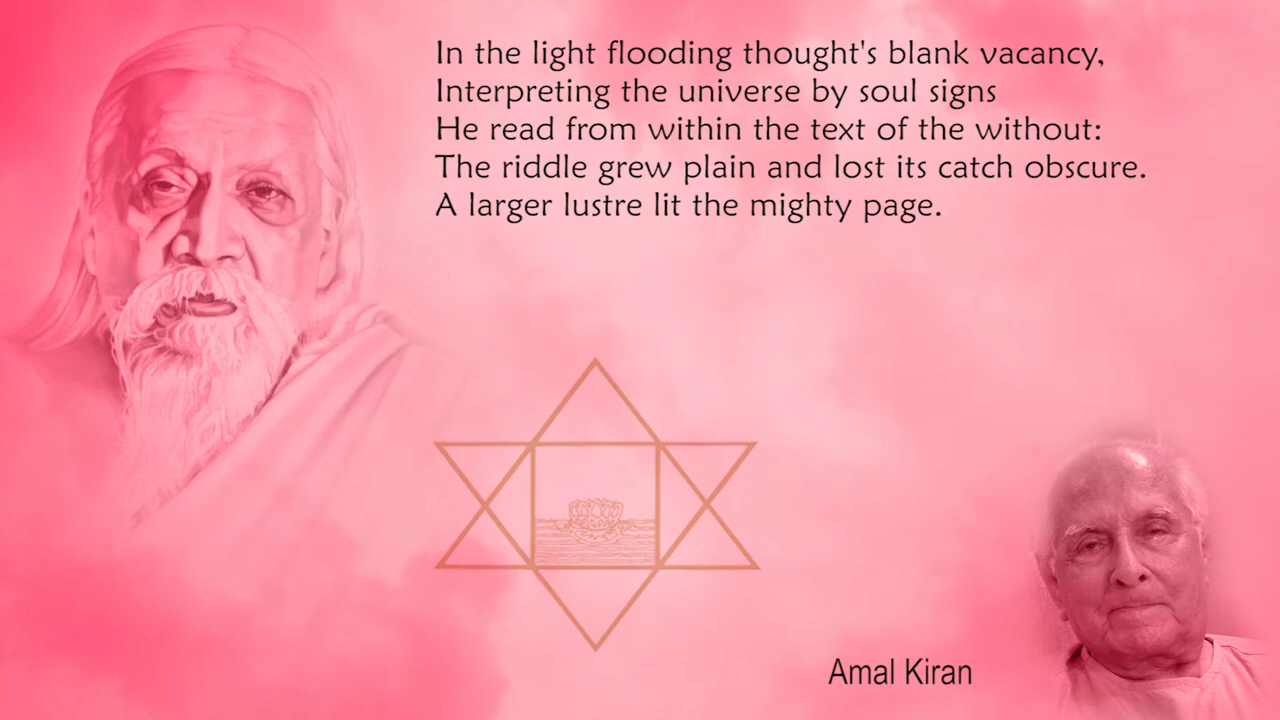 In the light flooding thought's blank vacancy,
Interpreting the universe by soul signs
He read from within the text of the without:
The riddle grew plain and lost its catch obscure.
A larger lustre lit the mighty page.
Amal Kiran